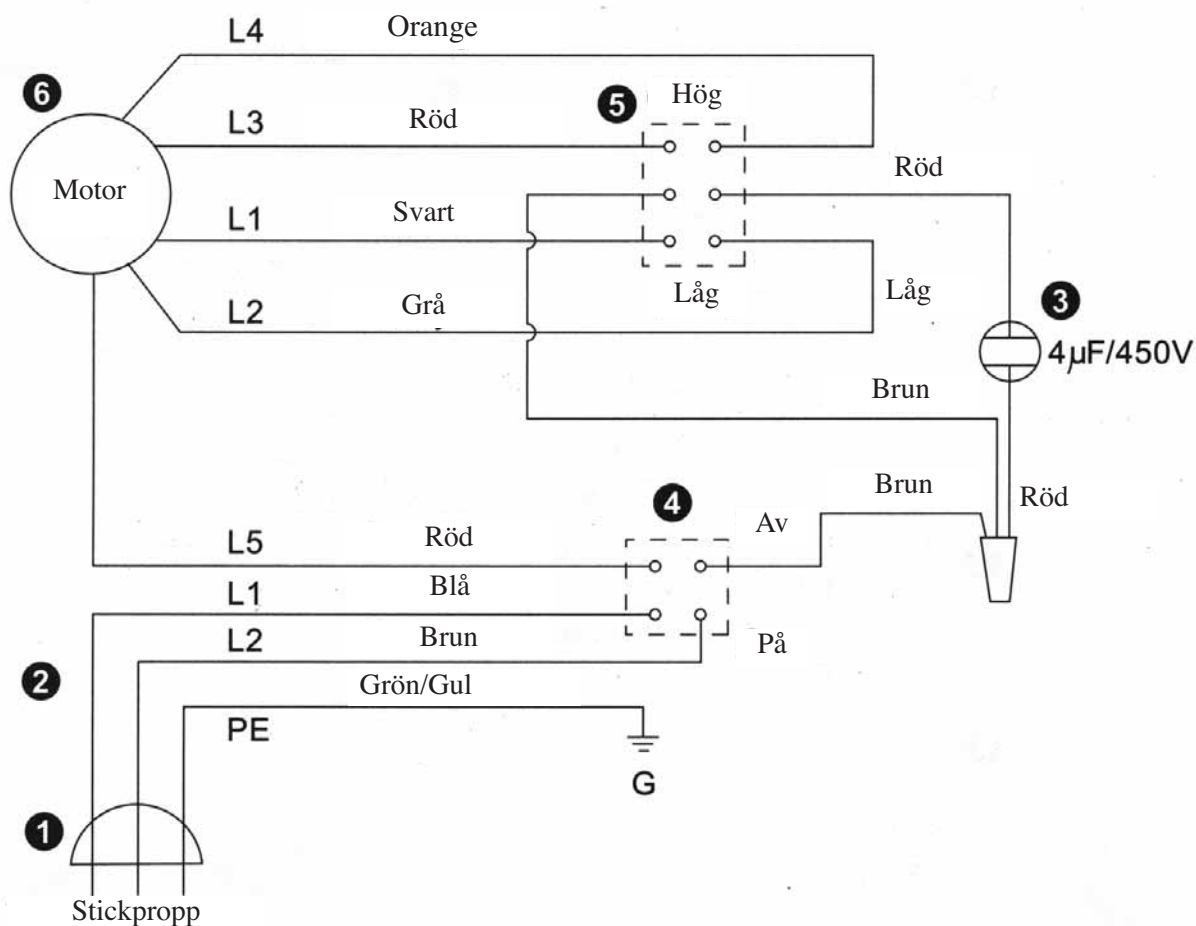 L4 Orange
6
5 Hög
L3 Röd
Röd
Motor
L1 Svart
Låg
Låg
L2 Grå
3
4µF/450V
Brun
Brun
4
Röd
Av
L5 Röd
L1 Blå
L2 Brun
På
2
Grön/Gul
PE
G
1
Stickpropp